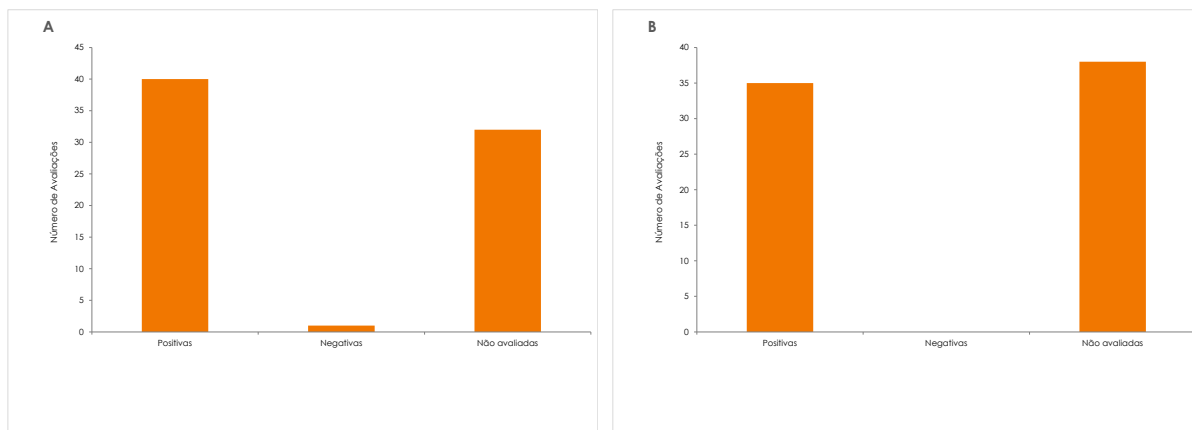 A
Número de Avaliações
45
40
35
30
25
20
15
10
5
0
Positivas
Negativas
Não avaliadas
B
Número de Avaliações
40
35
30
25
20
15
10
5
0
Positivas
Negativas
Não avaliadas